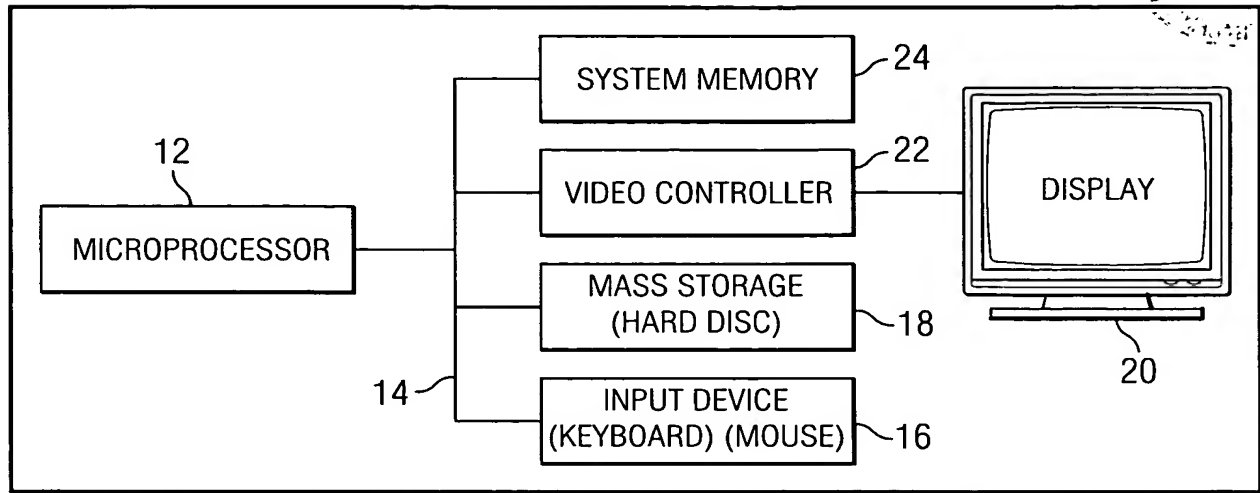 SYSTEM MEMORY
24
12
22
MICROPROCESSOR
VIDEO CONTROLLER
DISPLAY
MASS STORAGE
(HARD DISC)
18
20
14
INPUT DEVICE
(KEYBOARD) (MOUSE)
16